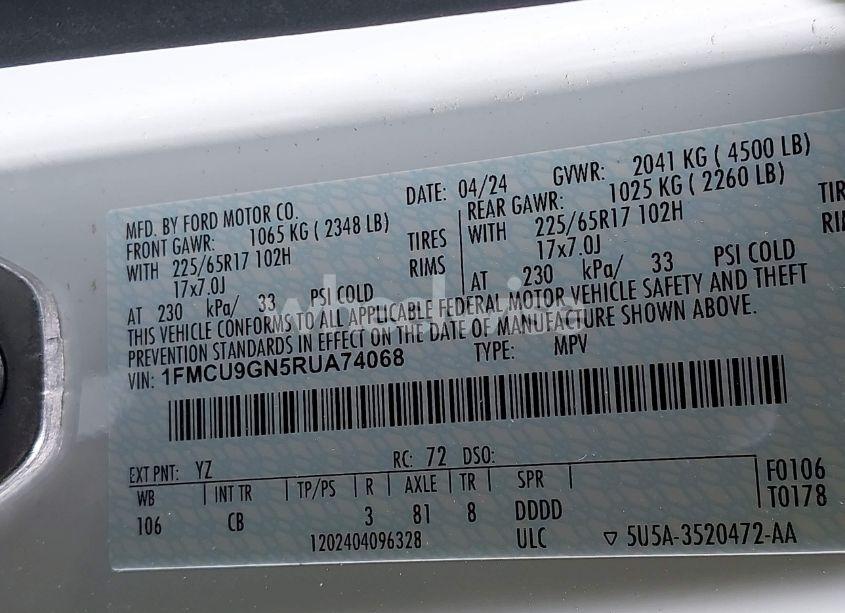 MFD. BY FORD MOTOR CO. DATE: 04/24 GVWR: 2041 KG ( 4500 LB)
FRONT GAWR: 1065 KG ( 2348 LB) REAR GAWR: 1025 KG ( 2260 LB)
WITH 225/65R17 102H TIRES WITH 225/65R17 102H
17x7.0J RIMS 17x7.0J
AT 230 kPa/ 33 PSI COLD AT 230 kPa/ 33 PSI COLD
THIS VEHICLE CONFORMS TO ALL APPLICABLE FEDERAL MOTOR VEHICLE SAFETY AND THEFT
PREVENTION STANDARDS IN EFFECT ON THE DATE OF MANUFACTURE SHOWN ABOVE.
VIN: 1FMCU9GN5RUA74068 TYPE: MPV
EXT PNT: YZ RC: 72 DSO:
WB INT TR TP/PS R AXLE TR SPR F0106
106 CB 3 81 8 DDDD T0178
1202404096328 ULC ▽ 5U5A-3520472-AA